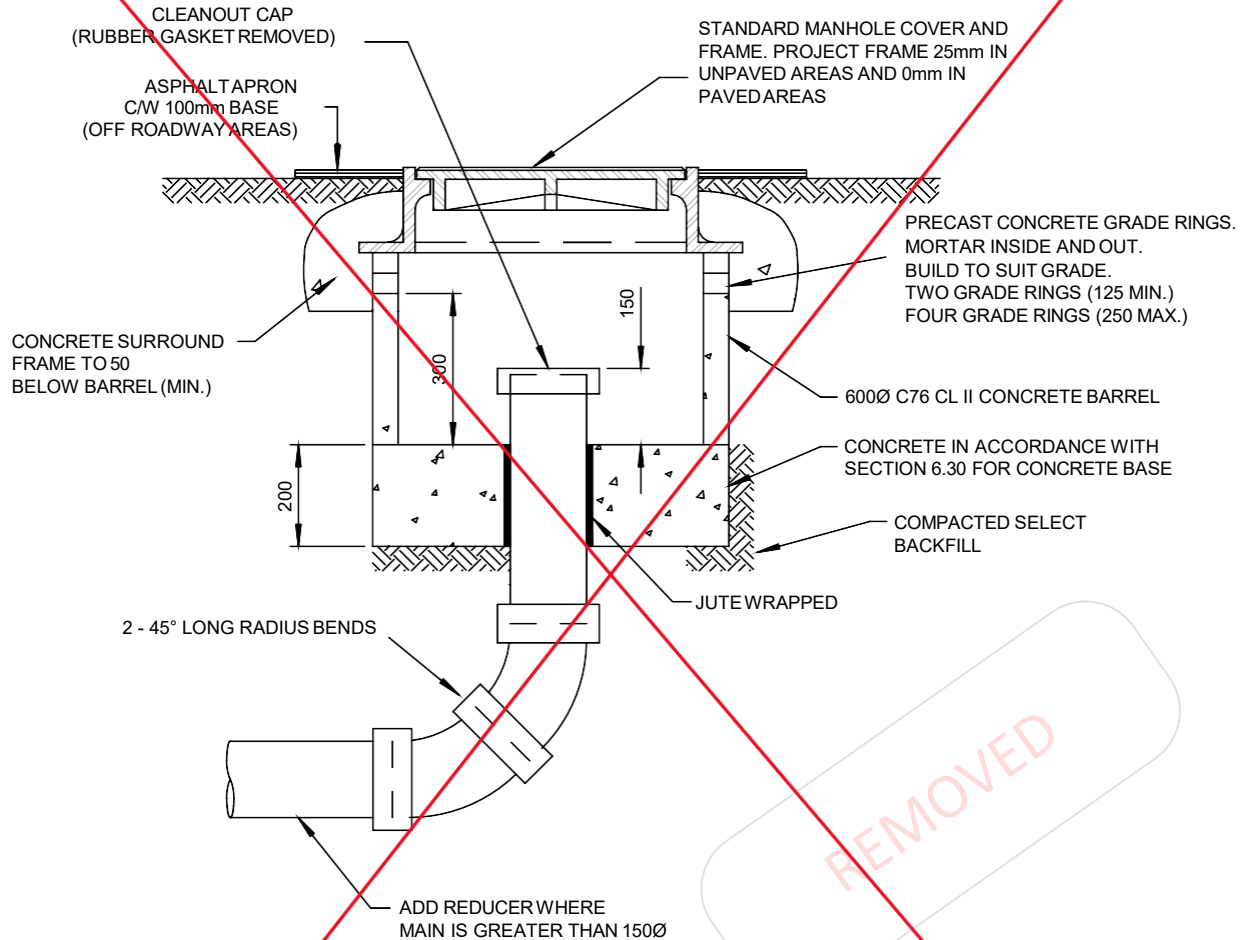 CLEANOUT CAP
(RUBBER GASKET REMOVED)
STANDARD MANHOLE COVER AND
FRAME. PROJECT FRAME 25mm IN
UNPAVED AREAS AND 0mm IN
PAVED AREAS
ASPHALT APRON
C/W 100mm BASE
(OFF ROADWAY AREAS)
PRECAST CONCRETE GRADE RINGS.
MORTAR INSIDE AND OUT.
BUILD TO SUIT GRADE.
TWO GRADE RINGS (125 MIN.)
FOUR GRADE RINGS (250 MAX.)
150
300
CONCRETE SURROUND
FRAME TO 50
BELOW BARREL (MIN.)
600Ø C76 CL II CONCRETE BARREL
CONCRETE IN ACCORDANCE WITH
SECTION 6.30 FOR CONCRETE BASE
200
COMPACTED SELECT
BACKFILL
JUTE WRAPPED
2 - 45° LONG RADIUS BENDS
REMOVED
ADD REDUCER WHERE
MAIN IS GREATER THAN 150Ø